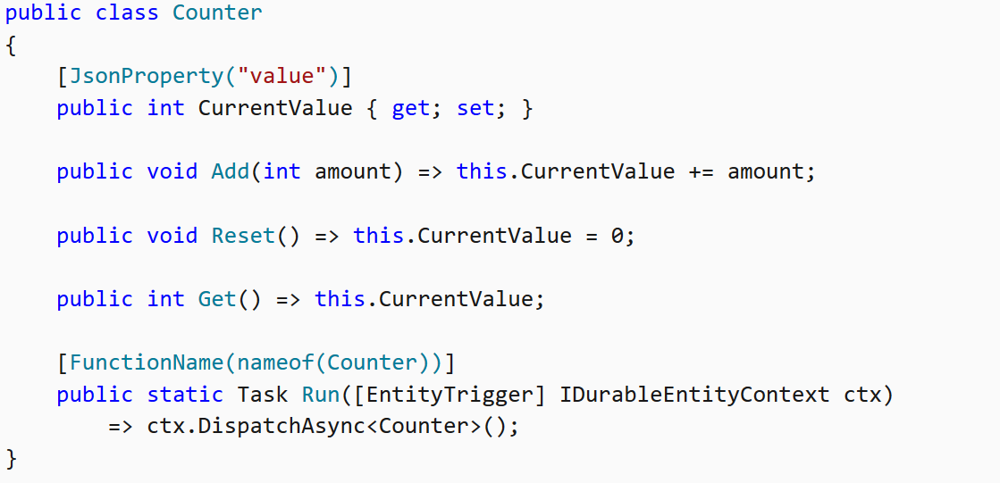 public class Counter
{
    [JsonProperty("value")]
    public int CurrentValue { get; set; }

    public void Add(int amount) => this.CurrentValue += amount;

    public void Reset() => this.CurrentValue = 0;

    public int Get() => this.CurrentValue;

    [FunctionName(nameof(Counter))]
    public static Task Run([EntityTrigger] IDurableEntityContext ctx)
        => ctx.DispatchAsync<Counter>();
}